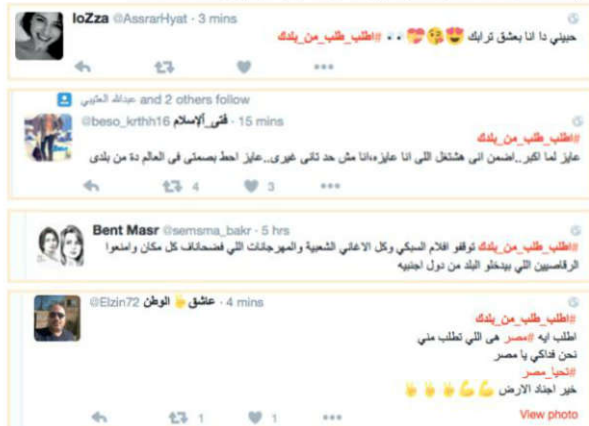 loZza @AssrarHyat · 3 mins
حبيبي دا انا بعشق ترابك 😍😘💝 👀 #اطلب_طلب_من_بلدك
عبدالله العتيبي and 2 others follow
فتى_ألإسلام @beso_krthh16 · 15 mins
#اطلب_طلب_من_بلدك
عايز لما اكبر..اضمن انى هشتغل اللى انا عايزه،انا مش حد تانى غيرى..عايز احط بصمتى فى العالم دة من بلدى
4 3
Bent Masr @semsma_bakr · 5 hrs
#اطلب_طلب_من_بلدك توقفو افلام السبكي وكل الاغاني الشعبية والمهرجانات اللي فضحاناف كل مكان وامنعوا
الرقاصيين اللي بيدخلو البلد من دول اجنبيه
عاشق✌ الوطن @Elzin72 · 4 mins
#اطلب_طلب_من_بلدك
اطلب ايه #مصر هى اللي تطلب مني
نحن فداكي يا مصر
#تحيا_مصر
خير اجناد الارض 💪💪✌✌✌
View photo
1 1